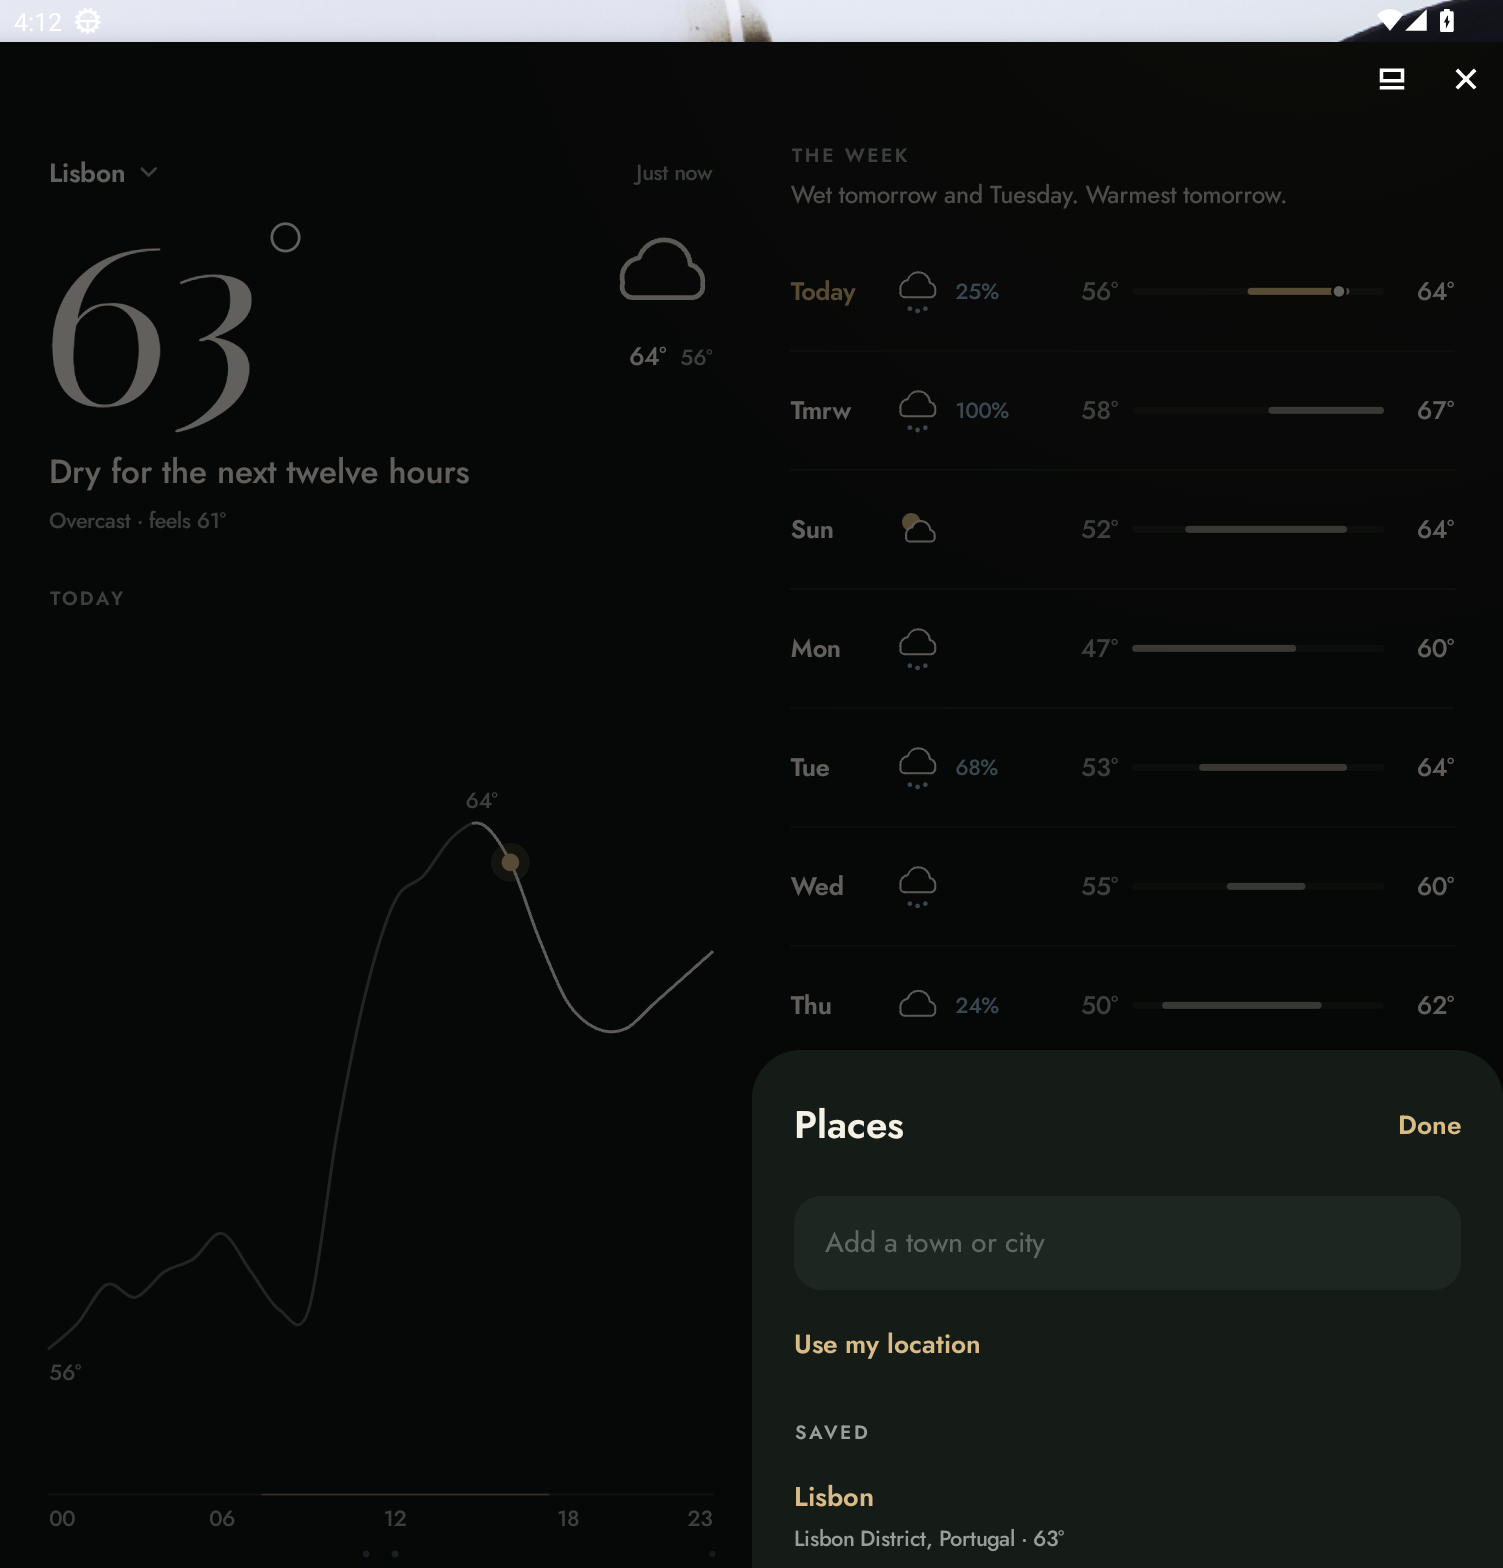 4:12
Lisbon
Just now
63°
64° 56°
Dry for the next twelve hours
Overcast · feels 61°
TODAY
64°
56°
00 06 12 18 23
THE WEEK
Wet tomorrow and Tuesday. Warmest tomorrow.
Today 25% 56° 64°
Tmrw 100% 58° 67°
Sun 52° 64°
Mon 47° 60°
Tue 68% 53° 64°
Wed 55° 60°
Thu 24% 50° 62°
Places
Done
Add a town or city
Use my location
SAVED
Lisbon
Lisbon District, Portugal · 63°